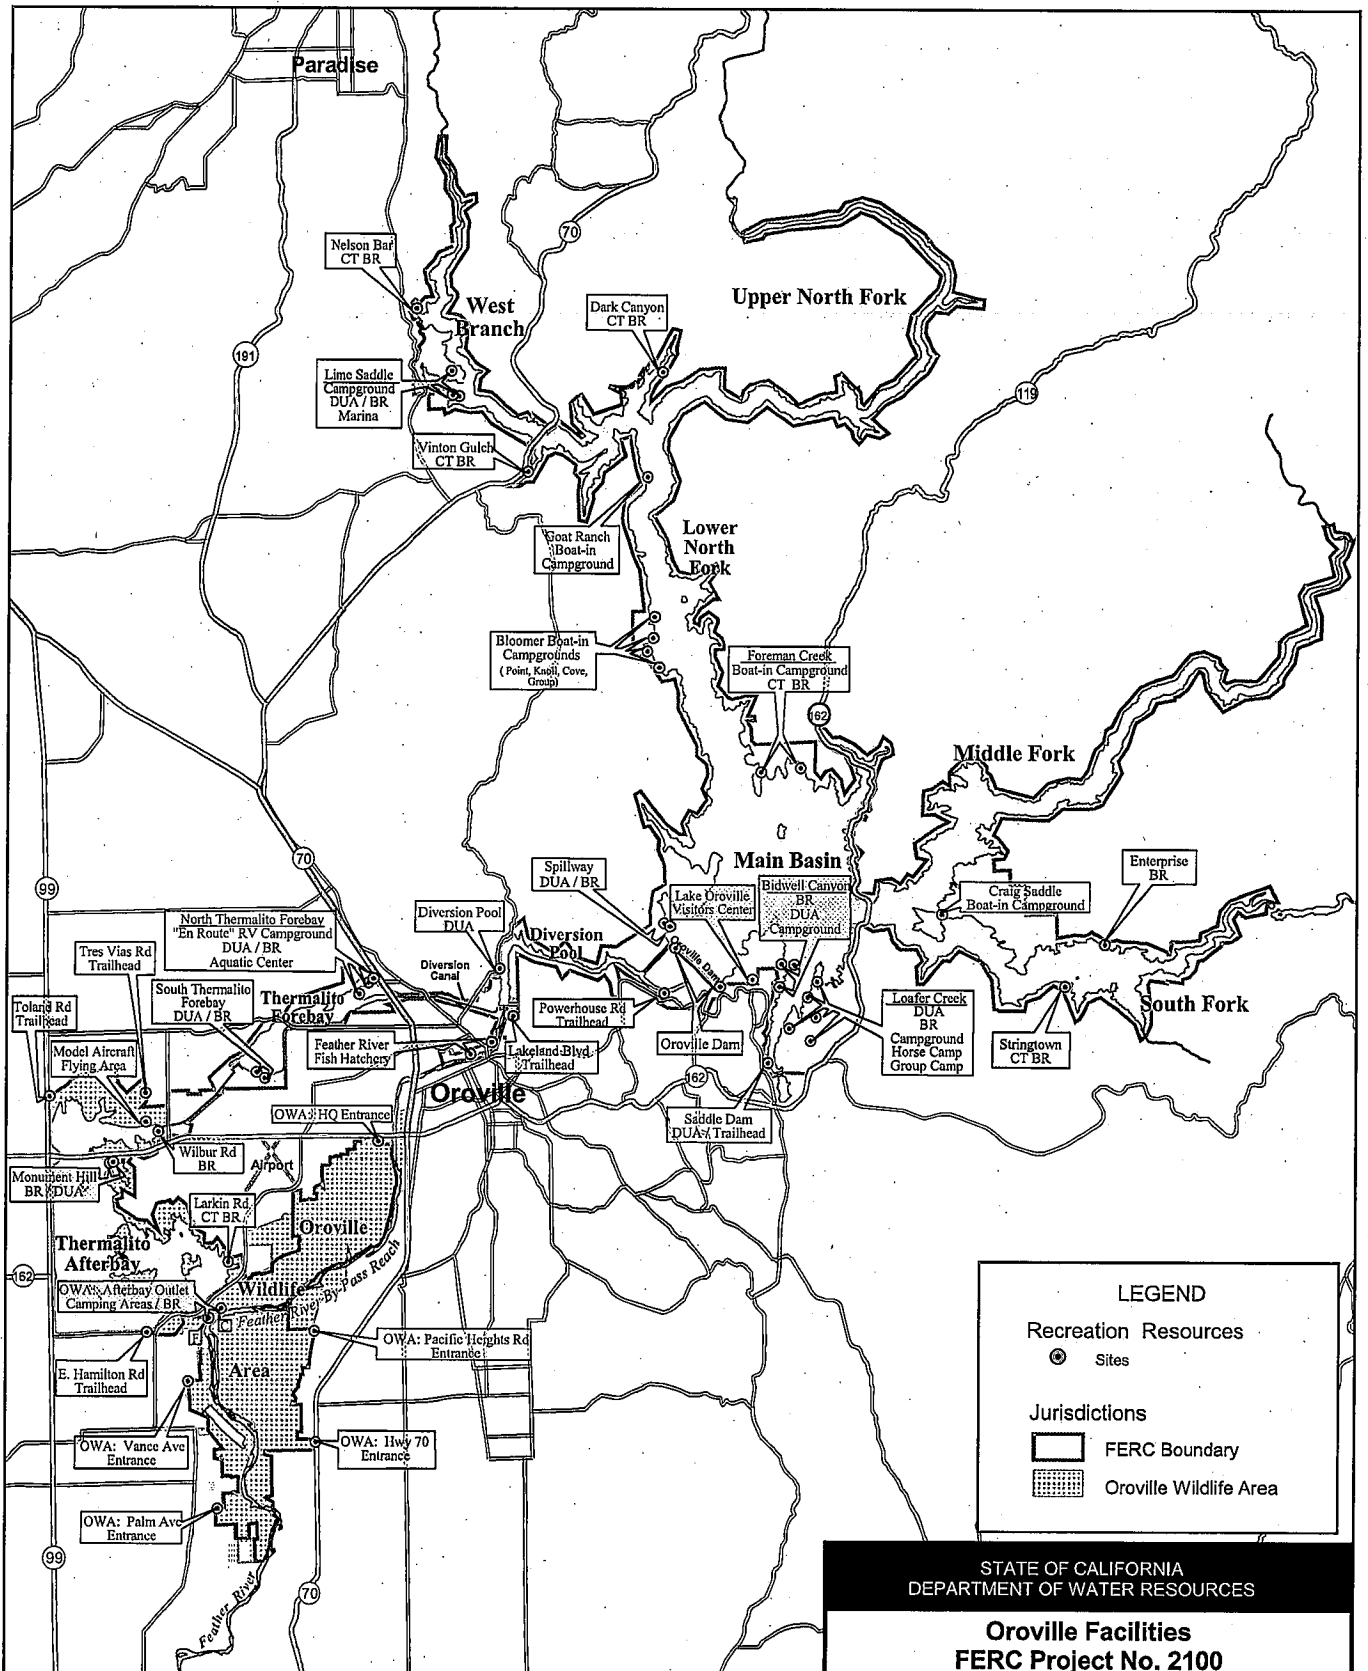 Paradise
70
Nelson Bar
CT BR
West
Branch
Dark Canyon
CT BR
Upper North Fork
191
Lime Saddle
Campground
DUA / BR
Marina
119
Vinton Gulch
CT BR
Goat Ranch
Boat-in
Campground
Lower
North
Fork
Bloomer Boat-in
Campgrounds
( Point, Knoll, Cove,
Group)
Foreman Creek
Boat-in Campground
CT BR
162
Middle Fork
70
99
Main Basin
Spillway
DUA / BR
Lake Oroville
Visitors Center
Bidwell Canyon
BR
DUA
Campground
Enterprise
BR
Craig Saddle
Boat-in Campground
North Thermalito Forebay
"En Route" RV Campground
DUA / BR
Aquatic Center
Diversion Pool
DUA
Diversion
Pool
Tres Vias Rd
Trailhead
Diversion
Canal
Oroville Dam
South Thermalito
Forebay
DUA / BR
Thermalito
Forebay
Toland Rd
Trailhead
Powerhouse Rd
Trailhead
Loafer Creek
DUA
BR
Campground
Horse Camp
Group Camp
South Fork
Model Aircraft
Flying Area
Feather River
Fish Hatchery
Lakeland Blvd
Trailhead
Oroville Dam
Stringtown
CT BR
162
Oroville
OWA: HQ Entrance
Saddle Dam
DUA / Trailhead
Wilbur Rd
BR
Airport
Monument Hill
BR / DUA
Larkin Rd
CT BR
Oroville
Thermalito
Afterbay
162
OWA: Afterbay Outlet
Camping Areas / BR
Wildlife
Feather River By-Pass Reach
OWA: Pacific Heights Rd
Entrance
E. Hamilton Rd
Trailhead
Area
OWA: Vance Ave
Entrance
OWA: Hwy 70
Entrance
OWA: Palm Ave
Entrance
99
70
Feather River
LEGEND
Recreation Resources
Sites
Jurisdictions
FERC Boundary
Oroville Wildlife Area
STATE OF CALIFORNIA
DEPARTMENT OF WATER RESOURCES
Oroville Facilities
FERC Project No. 2100